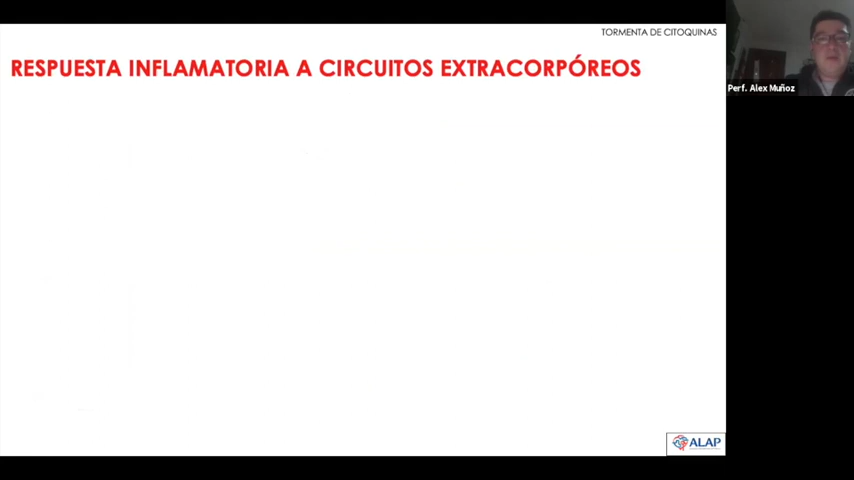 TORMENTA DE CITOQUINAS
RESPUESTA INFLAMATORIA A CIRCUITOS EXTRACORPÓREOS
Perf. Alex Muñoz
ALAP